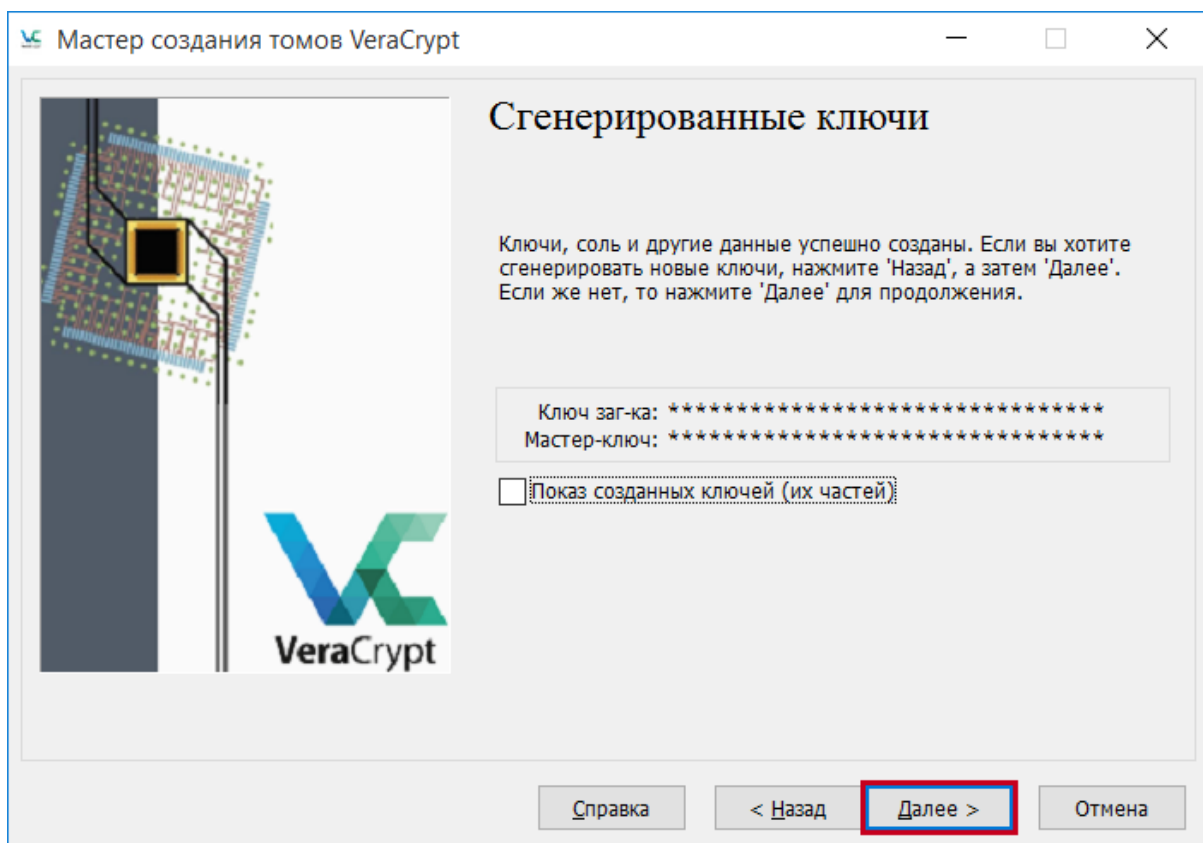 Мастер создания томов VeraCrypt
Сгенерированные ключи
Ключи, соль и другие данные успешно созданы. Если вы хотите
сгенерировать новые ключи, нажмите 'Назад', а затем 'Далее'.
Если же нет, то нажмите 'Далее' для продолжения.
Ключ заг-ка: ********************************
Мастер-ключ: ********************************
Показ созданных ключей (их частей)
VeraCrypt
Справка
< Назад
Далее >
Отмена